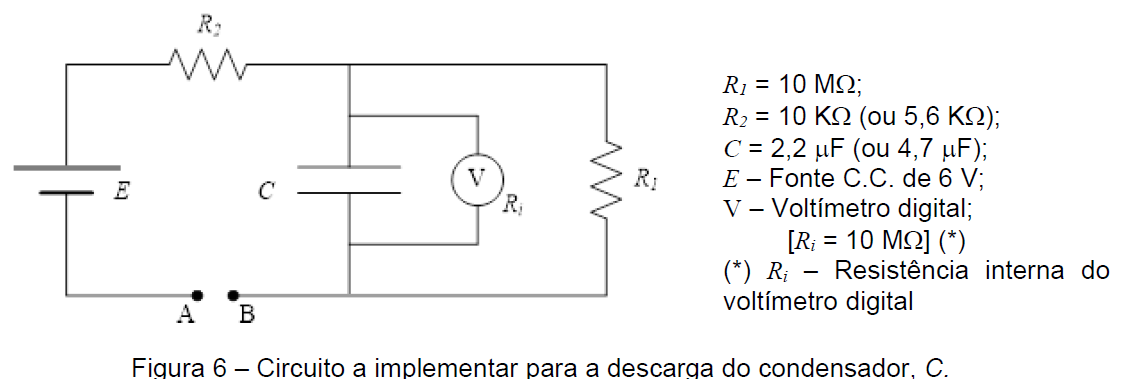 R2
E
C
V
Ri
R1
A
B
R1 = 10 MΩ;
R2 = 10 KΩ (ou 5,6 KΩ);
C = 2,2 μF (ou 4,7 μF);
E – Fonte C.C. de 6 V;
V – Voltímetro digital;
[Ri = 10 MΩ] (*)
(*) Ri – Resistência interna do
voltímetro digital
Figura 6 – Circuito a implementar para a descarga do condensador, C.